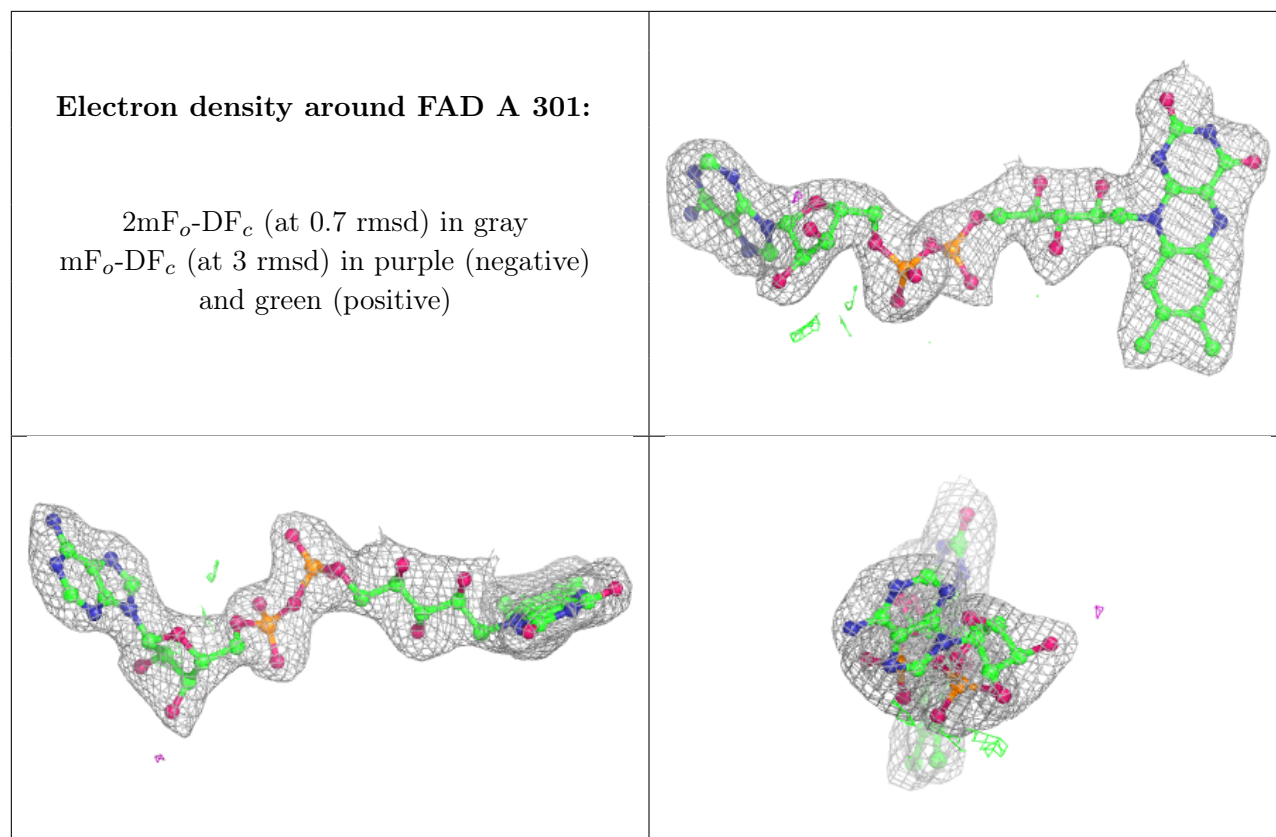 Electron density around FAD A 301:
2mFₒ-DF𝒸 (at 0.7 rmsd) in gray
mFₒ-DF𝒸 (at 3 rmsd) in purple (negative)
and green (positive)